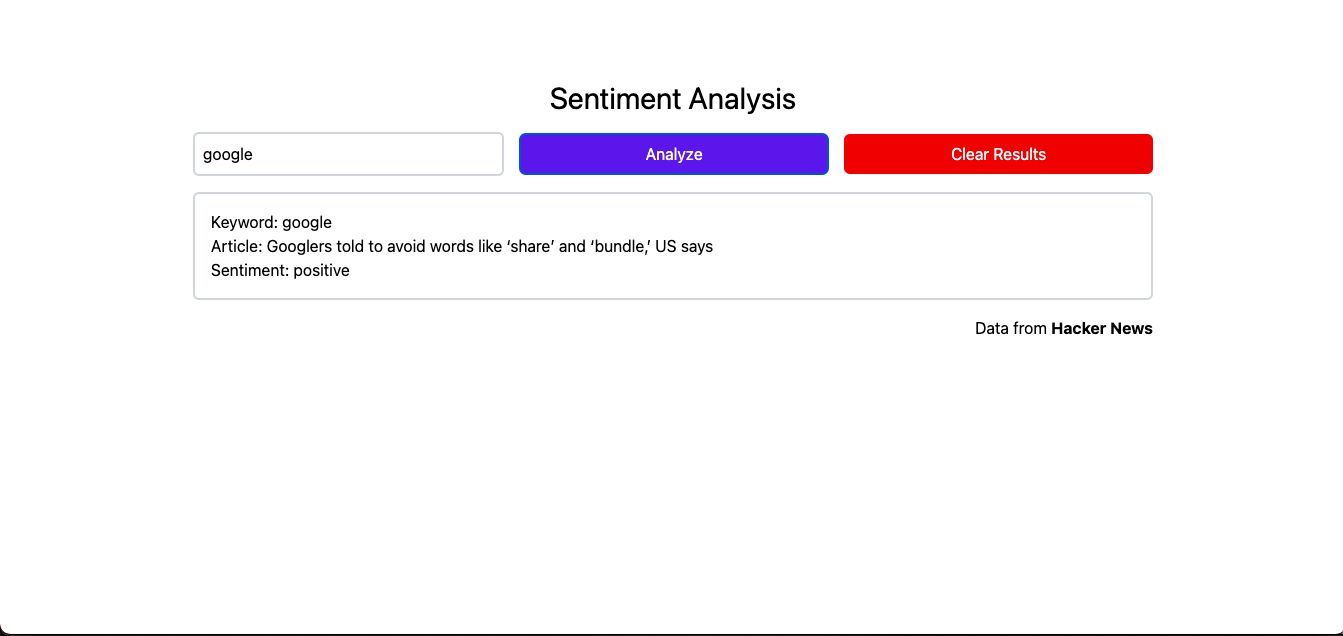 Sentiment Analysis
google
Analyze
Clear Results
Keyword: google
Article: Googlers told to avoid words like ‘share’ and ‘bundle,’ US says
Sentiment: positive
Data from Hacker News